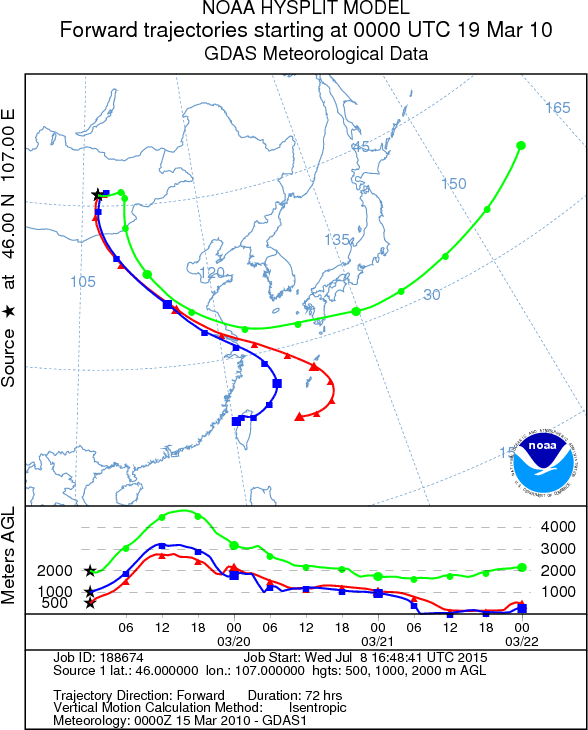 NOAA HYSPLIT MODEL
Forward trajectories starting at 0000 UTC 19 Mar 10
GDAS Meteorological Data
Source ★ at 46.00 N 107.00 E
165
45
150
135
120
105
30
noaa
Meters AGL
4000
3000
2000 2000
1000 1000
500
06 12 18 00 06 12 18 00 06 12 18 00
03/20 03/21 03/22
Job ID: 188674 Job Start: Wed Jul 8 16:48:41 UTC 2015
Source 1 lat.: 46.000000 lon.: 107.000000 hgts: 500, 1000, 2000 m AGL
Trajectory Direction: Forward Duration: 72 hrs
Vertical Motion Calculation Method: Isentropic
Meteorology: 0000Z 15 Mar 2010 - GDAS1